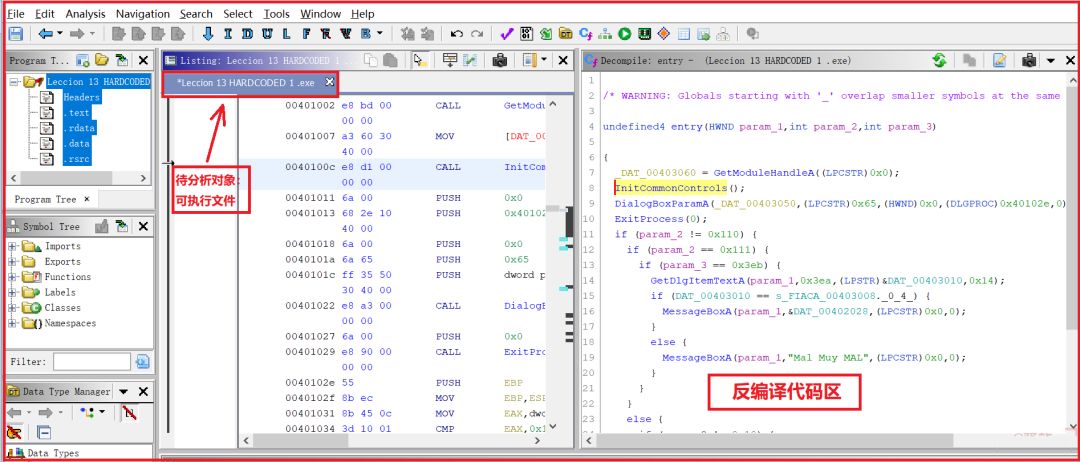 File Edit Analysis Navigation Search Select Tools Window Help
I D U L F R V B
Program T...
Leccion 13 HARDCODED
Headers
.text
.rdata
.data
.rsrc
Program Tree
Symbol Tree
Imports
Exports
Functions
Labels
Classes
Namespaces
Filter:
Data Type Manager
Data Types
Listing: Leccion 13 HARDCODED 1 .exe
*Leccion 13 HARDCODED 1 .exe
待分析对象:
可执行文件
00401002 e8 bd 00 CALL GetModu
00 00
00401007 a3 60 30 MOV [DAT_00
40 00
0040100c e8 d1 00 CALL InitCom
00 00
00401011 6a 00 PUSH 0x0
00401013 68 2e 10 PUSH 0x40102
40 00
00401018 6a 00 PUSH 0x0
0040101a 6a 65 PUSH 0x65
0040101c ff 35 50 PUSH dword p
30 40 00
00401022 e8 a3 00 CALL DialogB
00 00
00401027 6a 00 PUSH 0x0
00401029 e8 90 00 CALL ExitPro
00 00
0040102e 55 PUSH EBP
0040102f 8b ec MOV EBP,ESP
00401031 8b 45 0c MOV EAX,dwo
00401034 3d 10 01 CMP EAX,0x1
Decompile: entry - (Leccion 13 HARDCODED 1 .exe)
1
2 /* WARNING: Globals starting with '_' overlap smaller symbols at the same
3
4 undefined4 entry(HWND param_1,int param_2,int param_3)
5
6 {
7 _DAT_00403060 = GetModuleHandleA((LPCSTR)0x0);
8 InitCommonControls();
9 DialogBoxParamA(_DAT_00403050,(LPCSTR)0x65,(HWND)0x0,(DLGPROC)0x40102e,0)
10 ExitProcess(0);
11 if (param_2 != 0x110) {
12 if (param_2 == 0x111) {
13 if (param_3 == 0x3eb) {
14 GetDlgItemTextA(param_1,0x3ea,(LPSTR)&DAT_00403010,0x14);
15 if (DAT_00403010 == s_FIACA_00403008._0_4_) {
16 MessageBoxA(param_1,&DAT_00402028,(LPCSTR)0x0,0);
17 }
18 else {
19 MessageBoxA(param_1,"Mal Muy MAL",(LPCSTR)0x0,0);
20 }
21 }
22 }
23 else {
反编译代码区